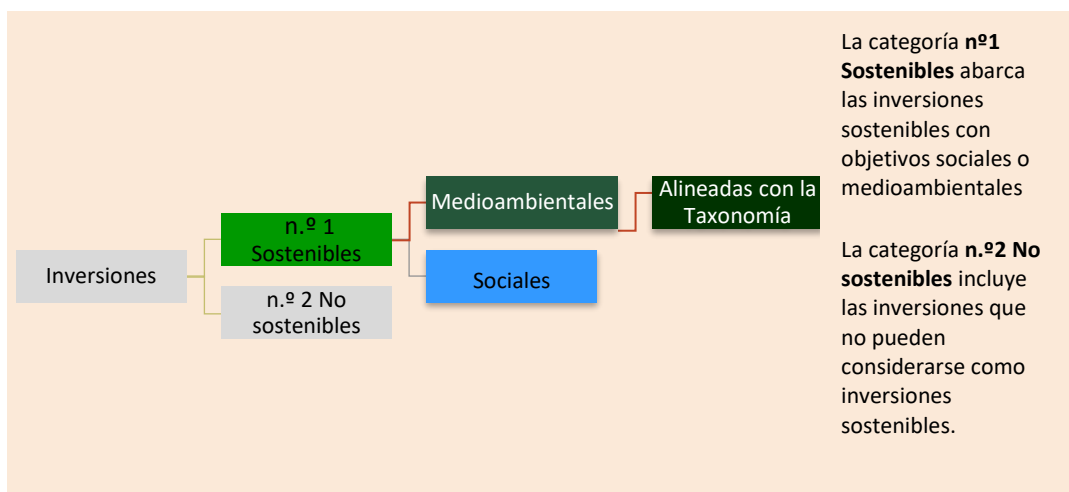 Inversiones
n.º 1
Sostenibles
n.º 2 No
sostenibles
Medioambientales
Sociales
Alineadas con la
Taxonomía
La categoría nº1
Sostenibles abarca
las inversiones
sostenibles con
objetivos sociales o
medioambientales
La categoría n.º2 No
sostenibles incluye
las inversiones que
no pueden
considerarse como
inversiones
sostenibles.